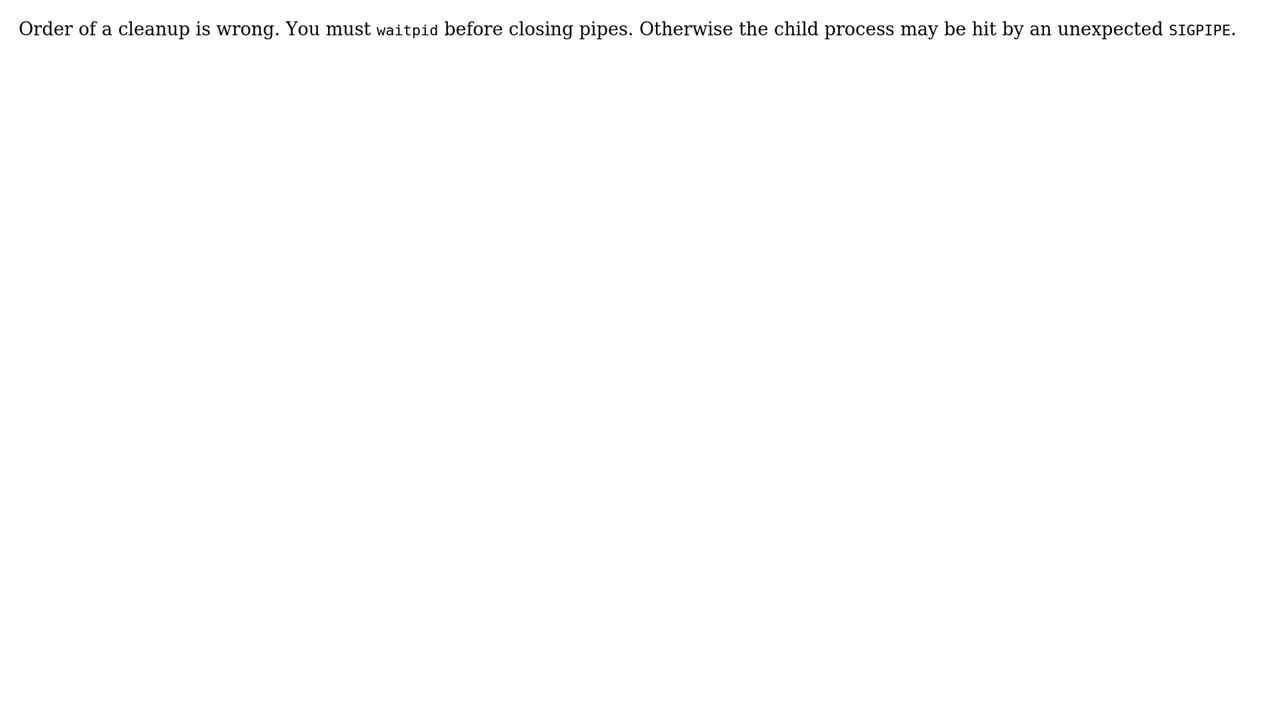 Order of a cleanup is wrong. You must waitpid before closing pipes. Otherwise the child process may be hit by an unexpected SIGPIPE.